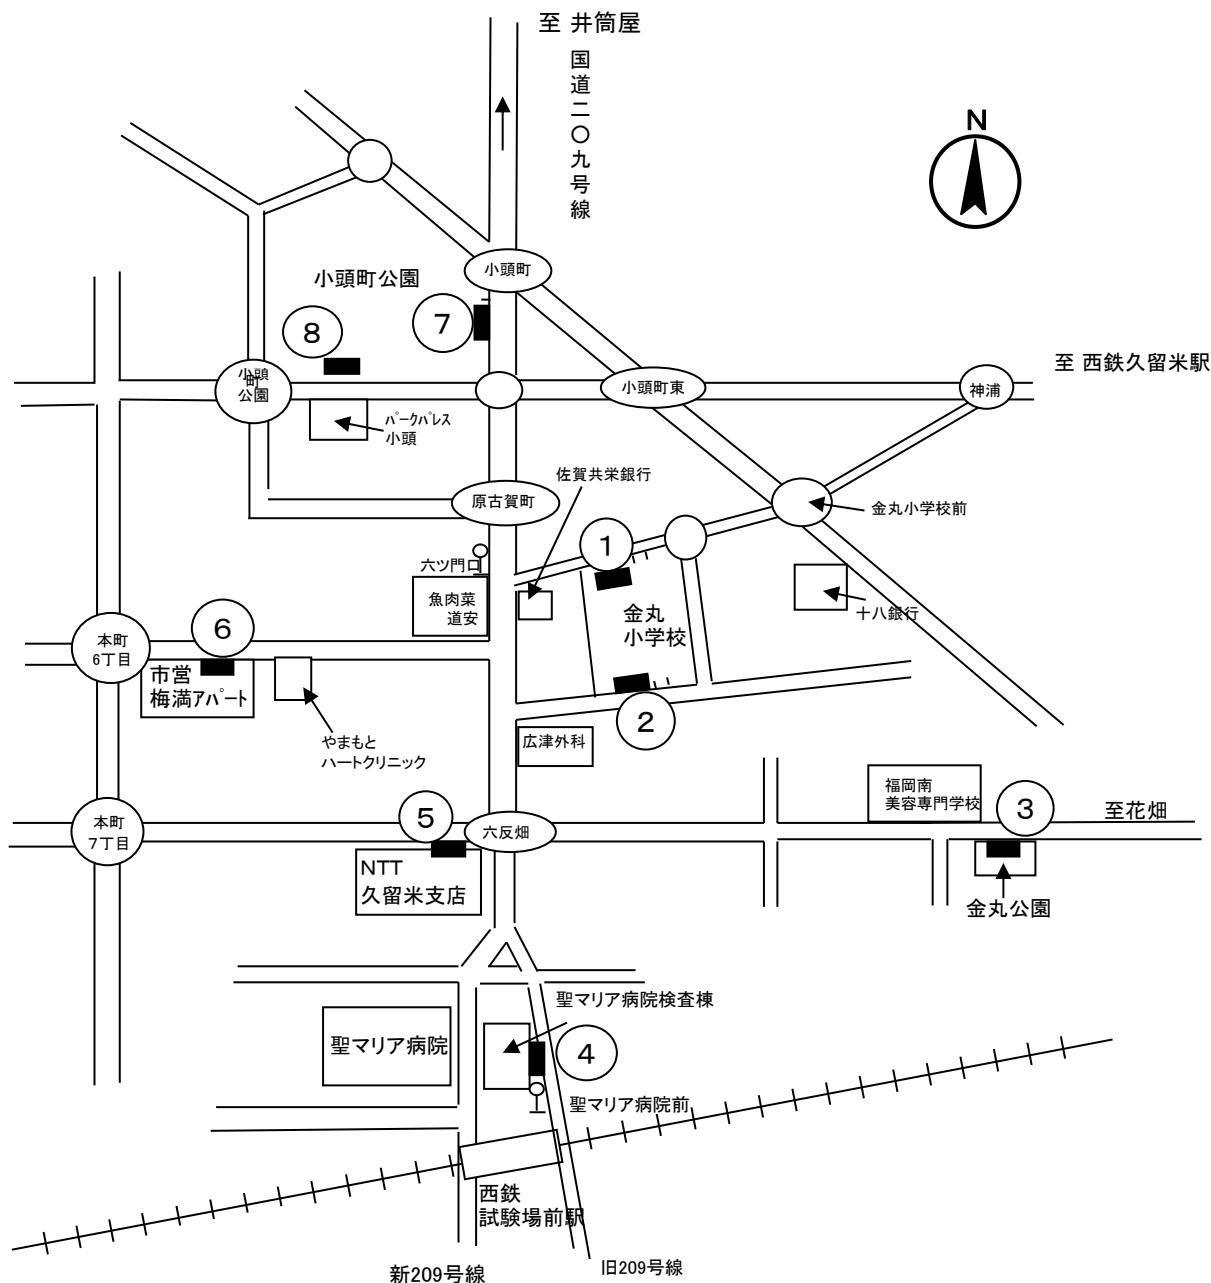 至 井筒屋
国道二〇九号線
N
小頭町
小頭町公園
7
8
至 西鉄久留米駅
小頭
町
公園
小頭町東
神浦
パークパレス
小頭
佐賀共栄銀行
原古賀町
金丸小学校前
1
六ツ門口
魚肉菜
道安
金丸
小学校
十八銀行
6
本町
6丁目
市営
梅満アパート
2
やまもと
ハートクリニック
広津外科
福岡南
美容専門学校
3
至花畑
5
本町
7丁目
六反畑
NTT
久留米支店
金丸公園
聖マリア病院検査棟
聖マリア病院
4
聖マリア病院前
西鉄
試験場前駅
新209号線
旧209号線